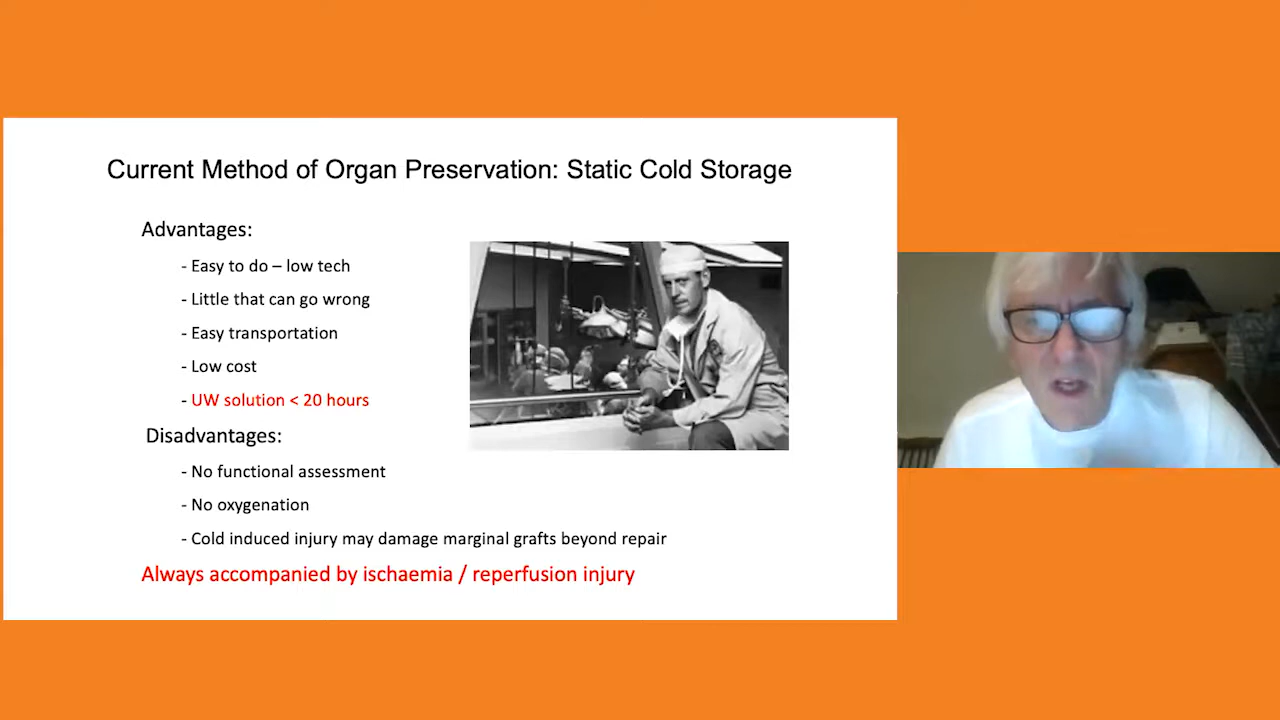 Current Method of Organ Preservation: Static Cold Storage
Advantages:
- Easy to do – low tech
- Little that can go wrong
- Easy transportation
- Low cost
- UW solution < 20 hours
Disadvantages:
- No functional assessment
- No oxygenation
- Cold induced injury may damage marginal grafts beyond repair
Always accompanied by ischaemia / reperfusion injury